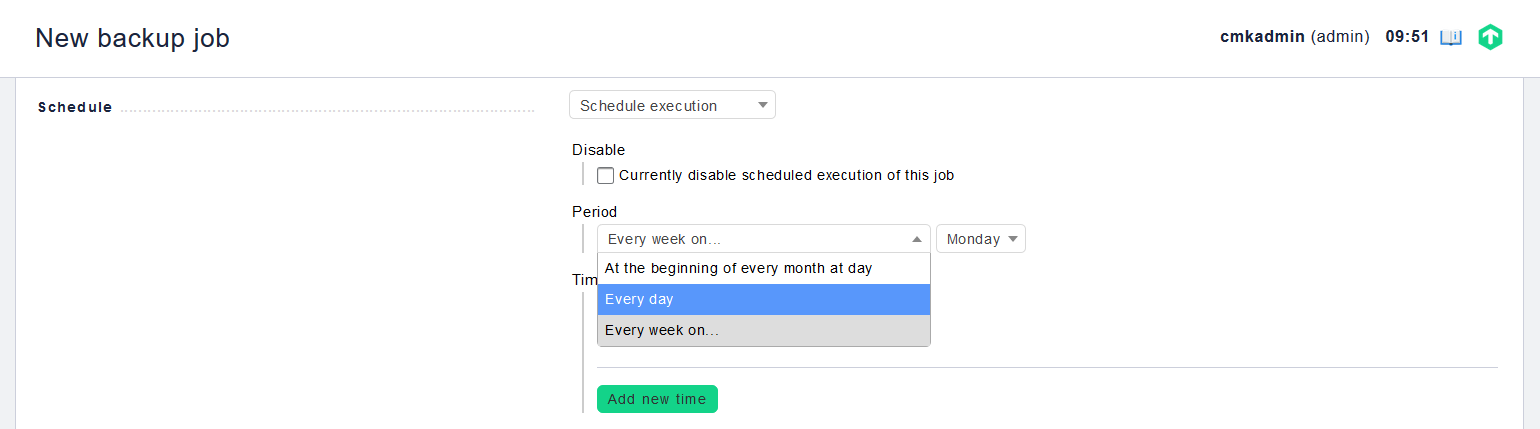 New backup job
cmkadmin (admin) 09:51
Schedule
Schedule execution
Disable
Currently disable scheduled execution of this job
Period
Every week on...
Monday
At the beginning of every month at day
Tim
Every day
Every week on...
Add new time